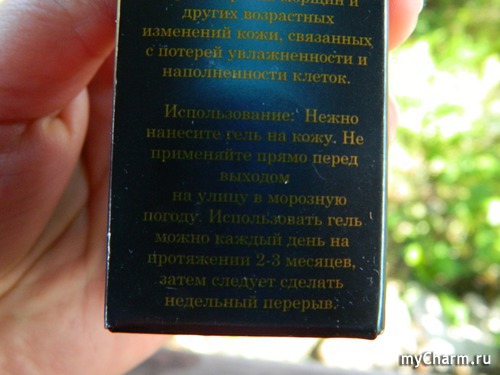 морщин и
других возрастных
изменений кожи, связанных
с потерей увлажненности и
наполненности клеток.
Использование: Нежно
нанесите гель на кожу. Не
применяйте прямо перед
выходом
на улицу в морозную
погоду. Использовать гель
можно каждый день на
протяжении 2-3 месяцев,
затем следует сделать
недельный перерыв.
myCharm.ru